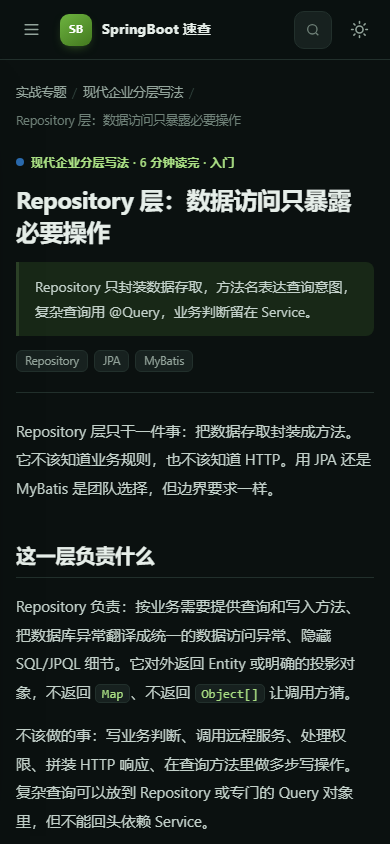 SB SpringBoot 速查
实战专题 / 现代企业分层写法 /
Repository 层：数据访问只暴露必要操作
现代企业分层写法 · 6 分钟读完 · 入门
Repository 层：数据访问只暴露
必要操作
Repository 只封装数据存取，方法名表达查询意图，
复杂查询用 @Query，业务判断留在 Service。
Repository JPA MyBatis
Repository 层只干一件事：把数据存取封装成方法。
它不该知道业务规则，也不该知道 HTTP。用 JPA 还是
MyBatis 是团队选择，但边界要求一样。
这一层负责什么
Repository 负责：按业务需要提供查询和写入方法、
把数据库异常翻译成统一的数据访问异常、隐藏
SQL/JPQL 细节。它对外返回 Entity 或明确的投影对
象，不返回 Map、不返回 Object[] 让调用方猜。
不该做的事：写业务判断、调用远程服务、处理权
限、拼装 HTTP 响应、在查询方法里做多步写操作。
复杂查询可以放到 Repository 或专门的 Query 对象
里，但不能回头依赖 Service。